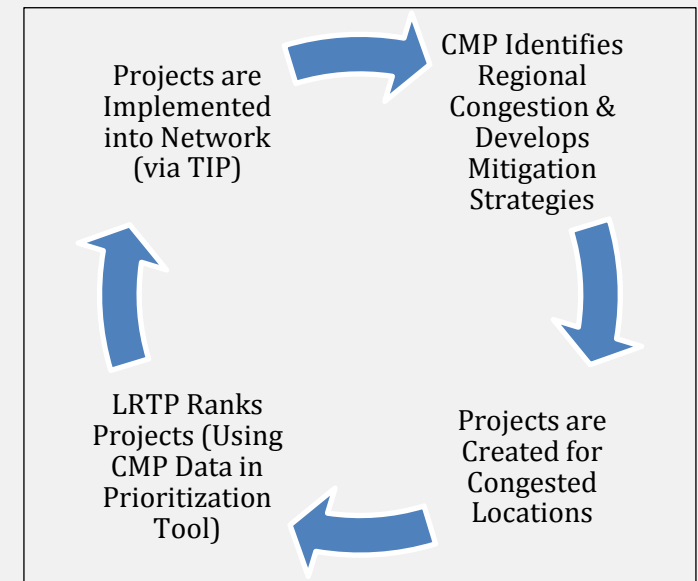 Projects are
Implemented
into Network
(via TIP)
CMP Identifies
Regional
Congestion &
Develops
Mitigation
Strategies
Projects are
Created for
Congested
Locations
LRTP Ranks
Projects (Using
CMP Data in
Prioritization
Tool)